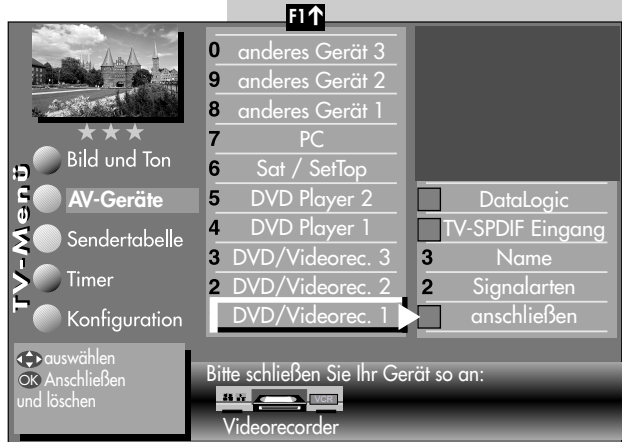 F1↑
TV-Menü
Bild und Ton
AV-Geräte
Sendertabelle
Timer
Konfiguration
0 anderes Gerät 3
9 anderes Gerät 2
8 anderes Gerät 1
7 PC
6 Sat / SetTop
5 DVD Player 2
4 DVD Player 1
3 DVD/Videorec. 3
2 DVD/Videorec. 2
DVD/Videorec. 1
DataLogic
TV-SPDIF Eingang
3 Name
2 Signalarten
anschließen
auswählen
OK Anschließen
und löschen
Bitte schließen Sie Ihr Gerät so an:
VCR
Videorecorder